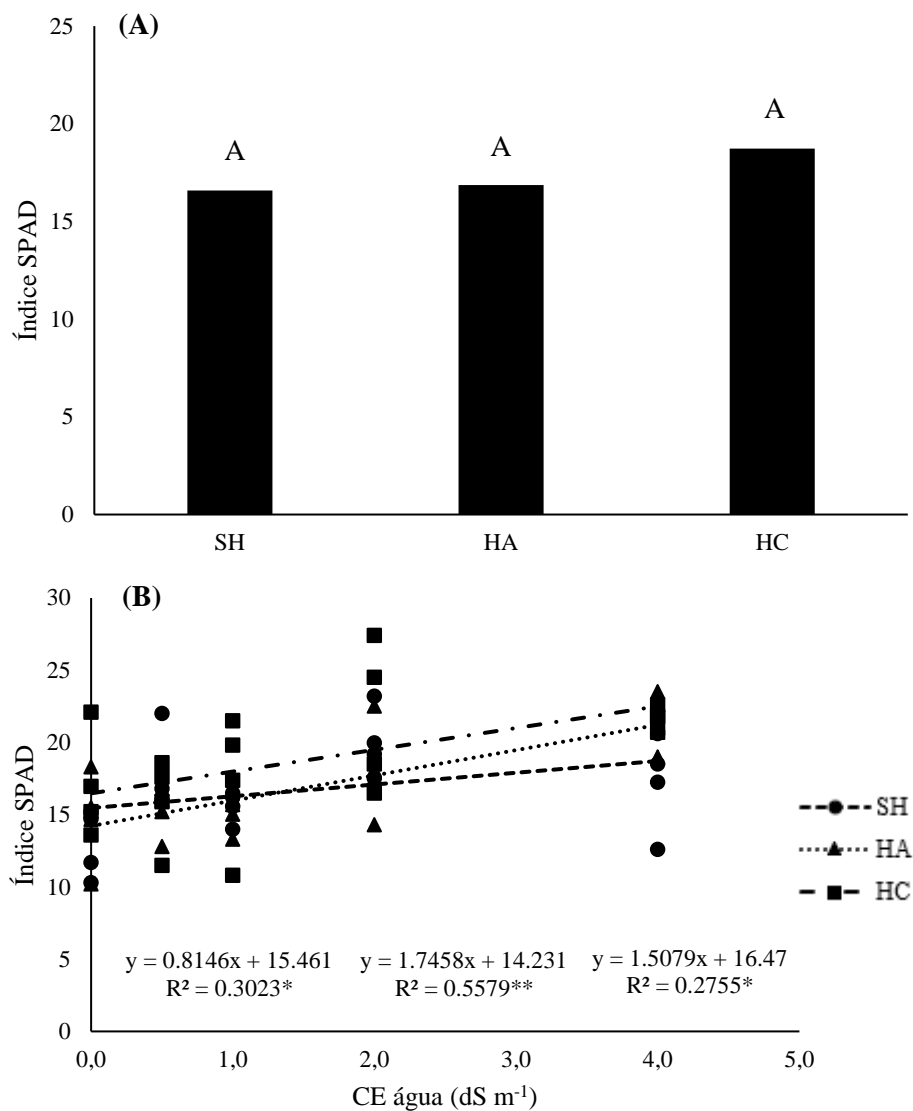 (A)
25
20
15
10
5
0
Índice SPAD
A
A
A
SH
HA
HC
(B)
30
25
20
15
10
5
0
Índice SPAD
SH
HA
HC
y = 0.8146x + 15.461
R² = 0.3023*
y = 1.7458x + 14.231
R² = 0.5579**
y = 1.5079x + 16.47
R² = 0.2755*
0,0 1,0 2,0 3,0 4,0 5,0
CE água (dS m⁻¹)